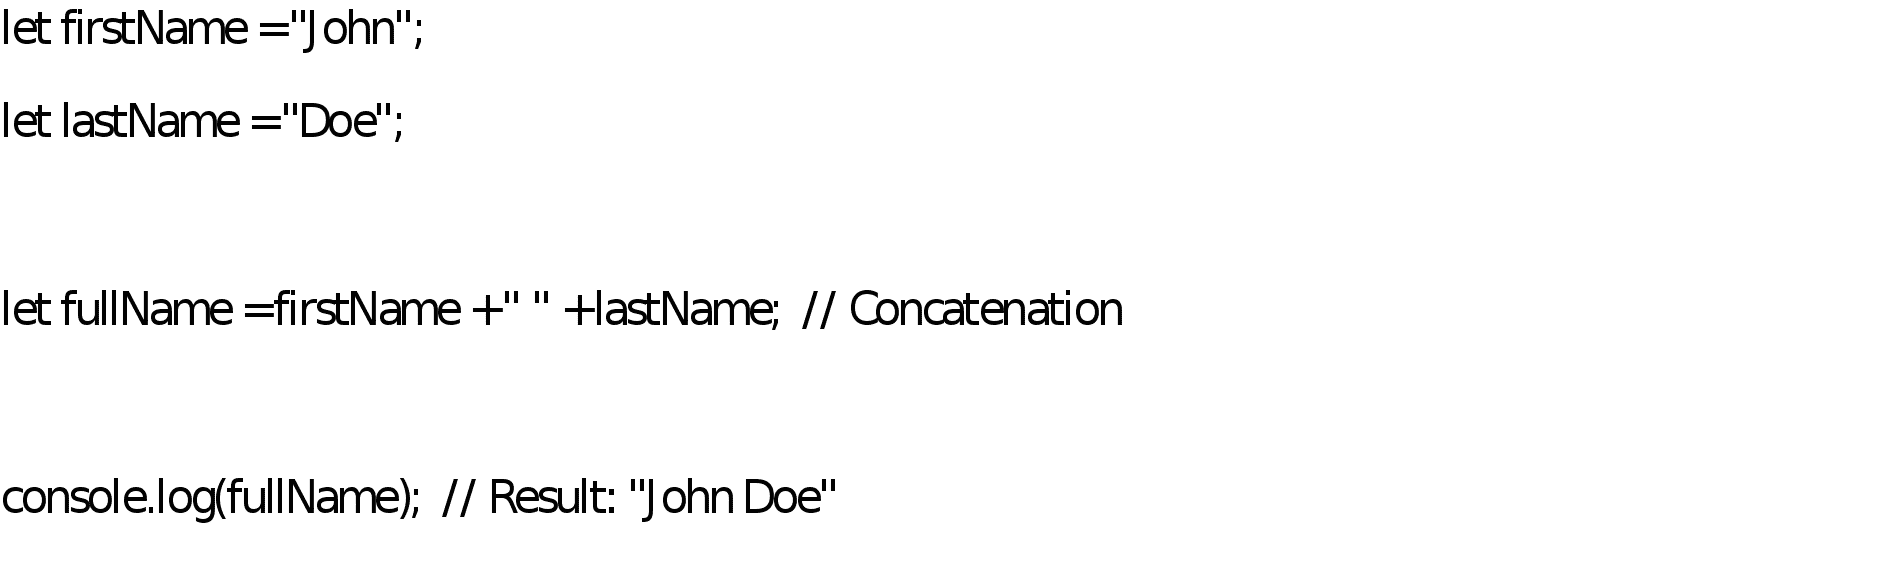 let firstName ="John";
let lastName ="Doe";
let fullName =firstName +" " +lastName;  // Concatenation
console.log(fullName);  // Result: "John Doe"